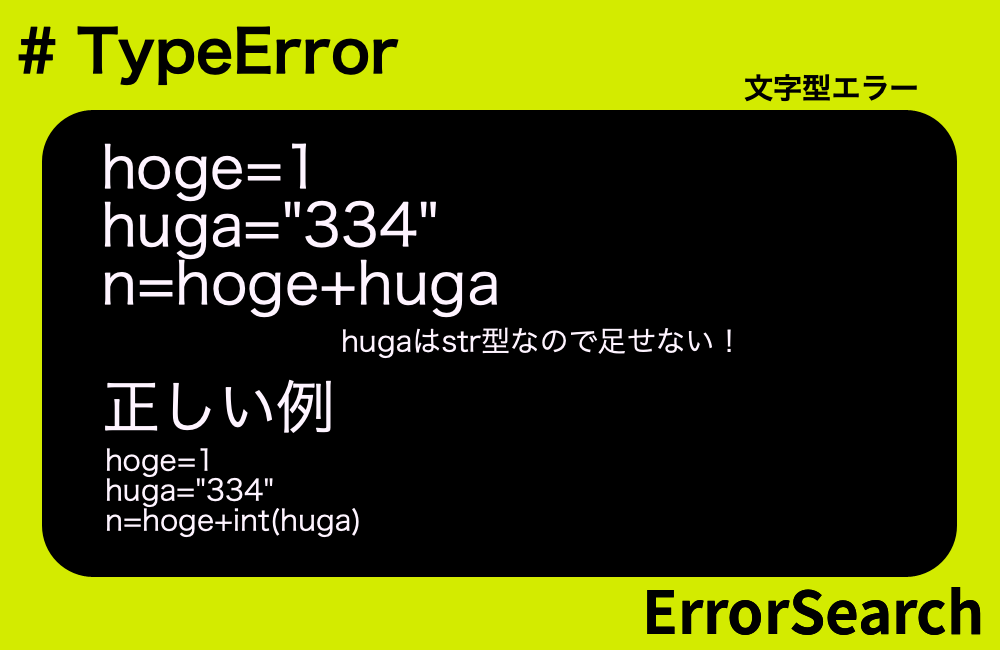 # TypeError
文字型エラー
hoge=1
huga="334"
n=hoge+huga
hugaはstr型なので足せない！
正しい例
hoge=1
huga="334"
n=hoge+int(huga)
ErrorSearch